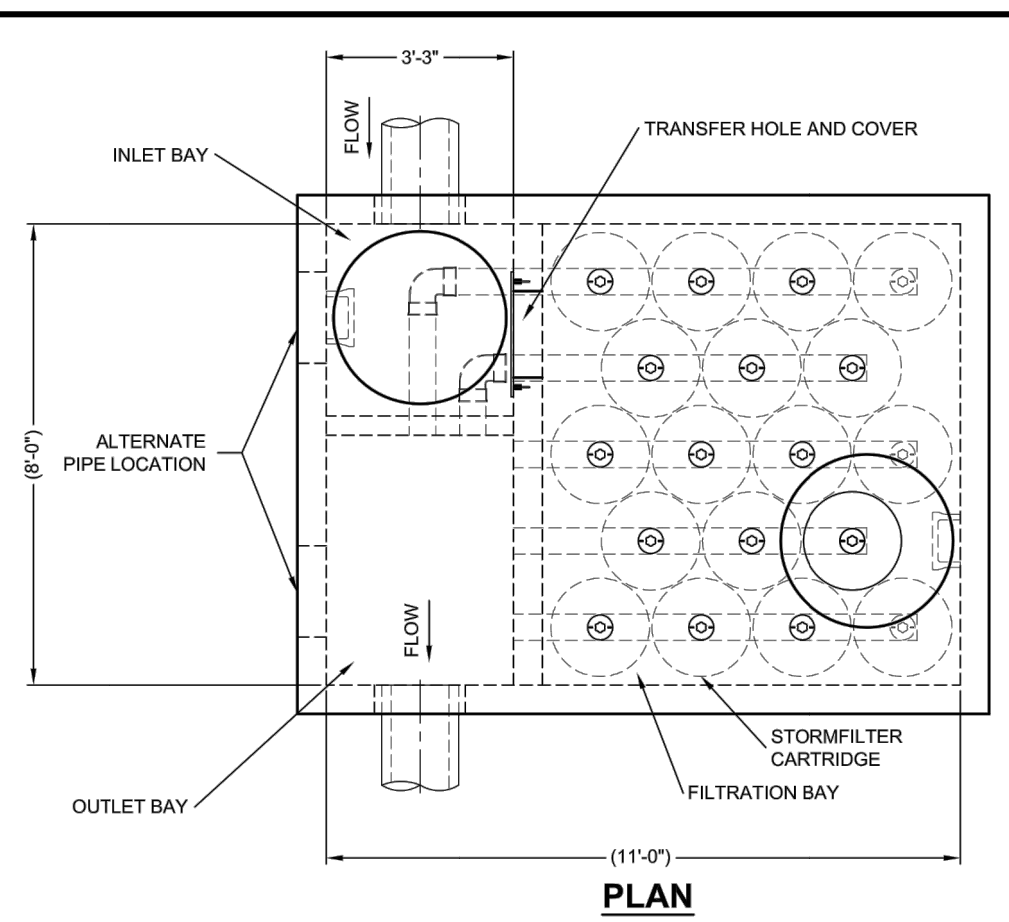 3'-3"
FLOW
INLET BAY
TRANSFER HOLE AND COVER
(8'-0")
ALTERNATE
PIPE LOCATION
FLOW
STORMFILTER
CARTRIDGE
FILTRATION BAY
OUTLET BAY
(11'-0")
PLAN